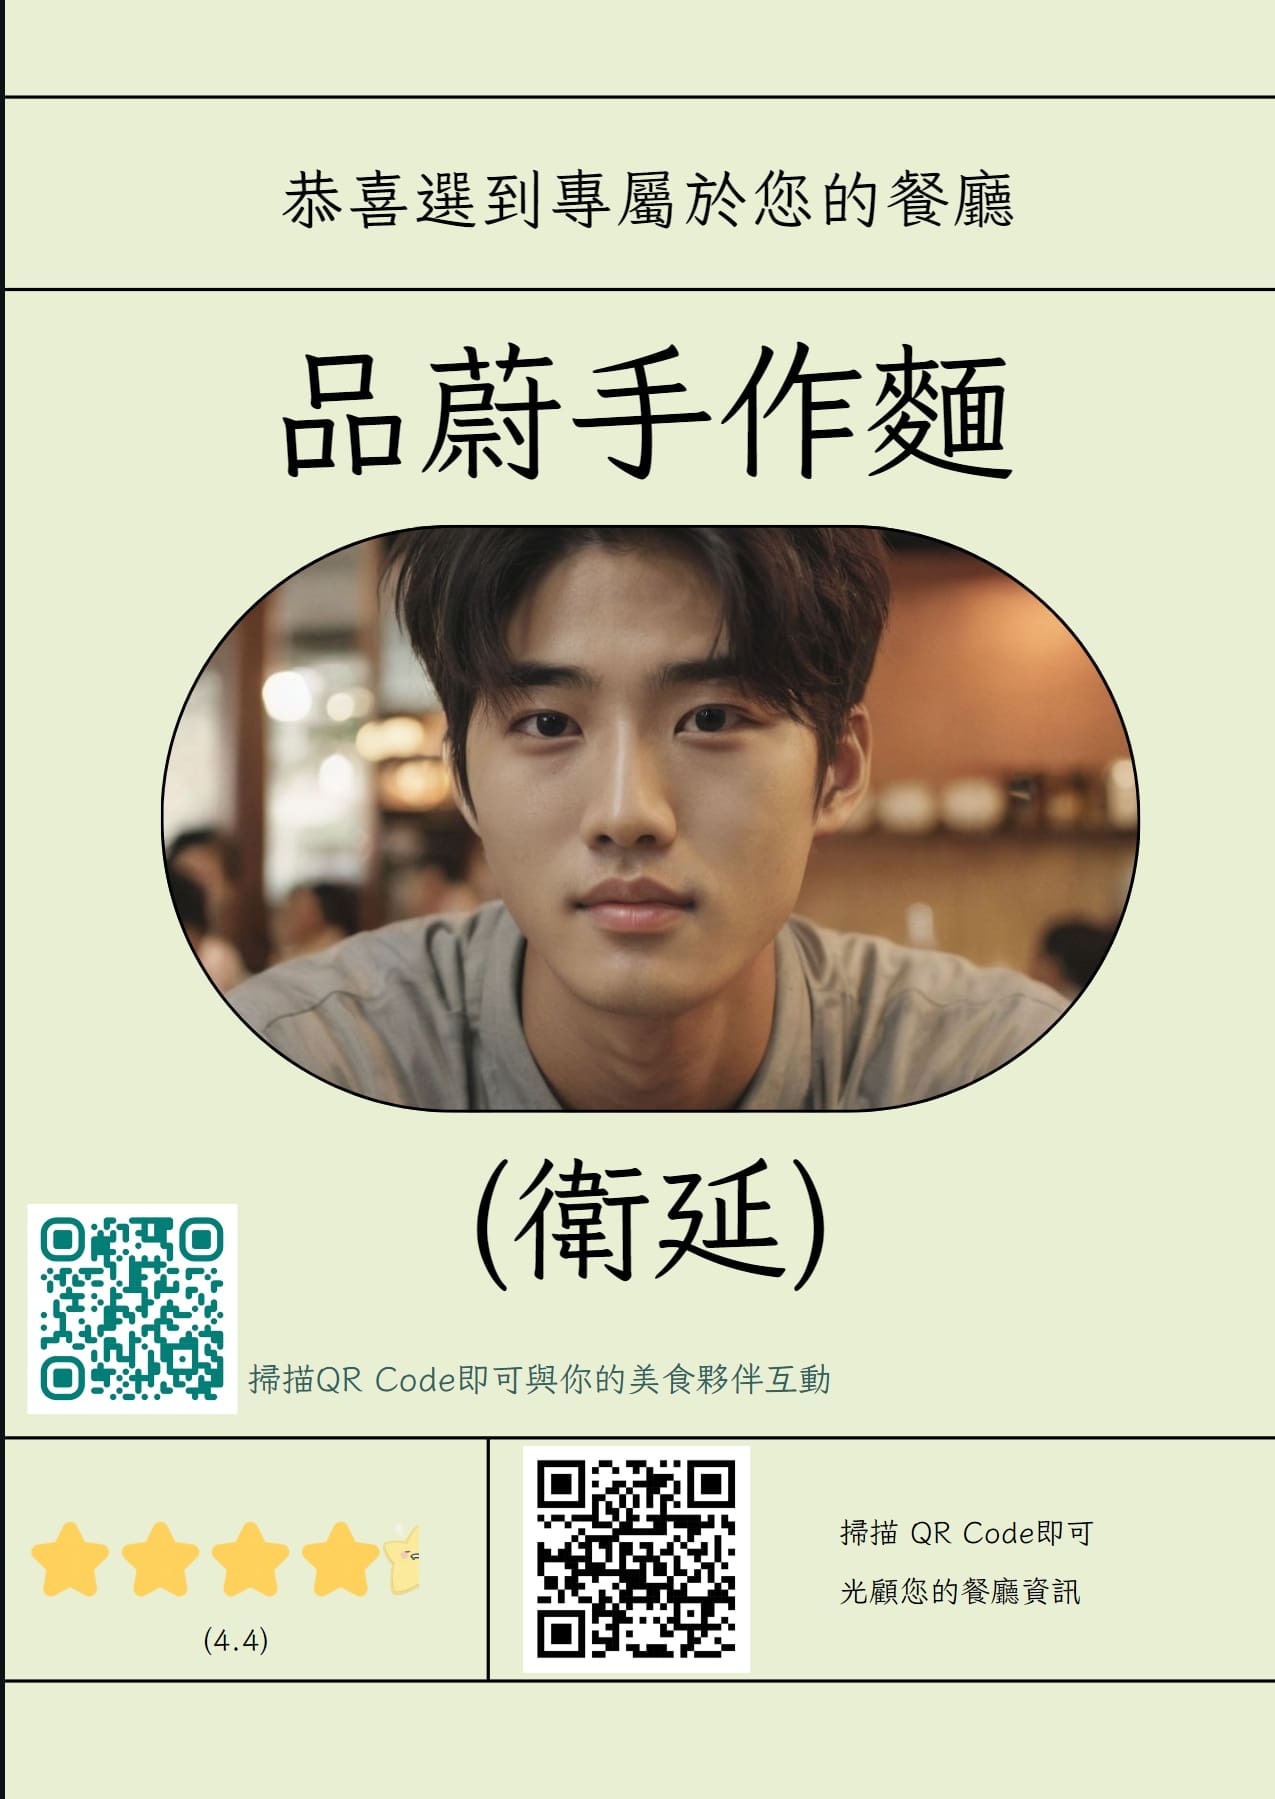 恭喜選到專屬於您的餐廳
品蔚手作麵
(衛延)
掃描QR Code即可與你的美食夥伴互動
(4.4)
掃描 QR Code即可
光顧您的餐廳資訊